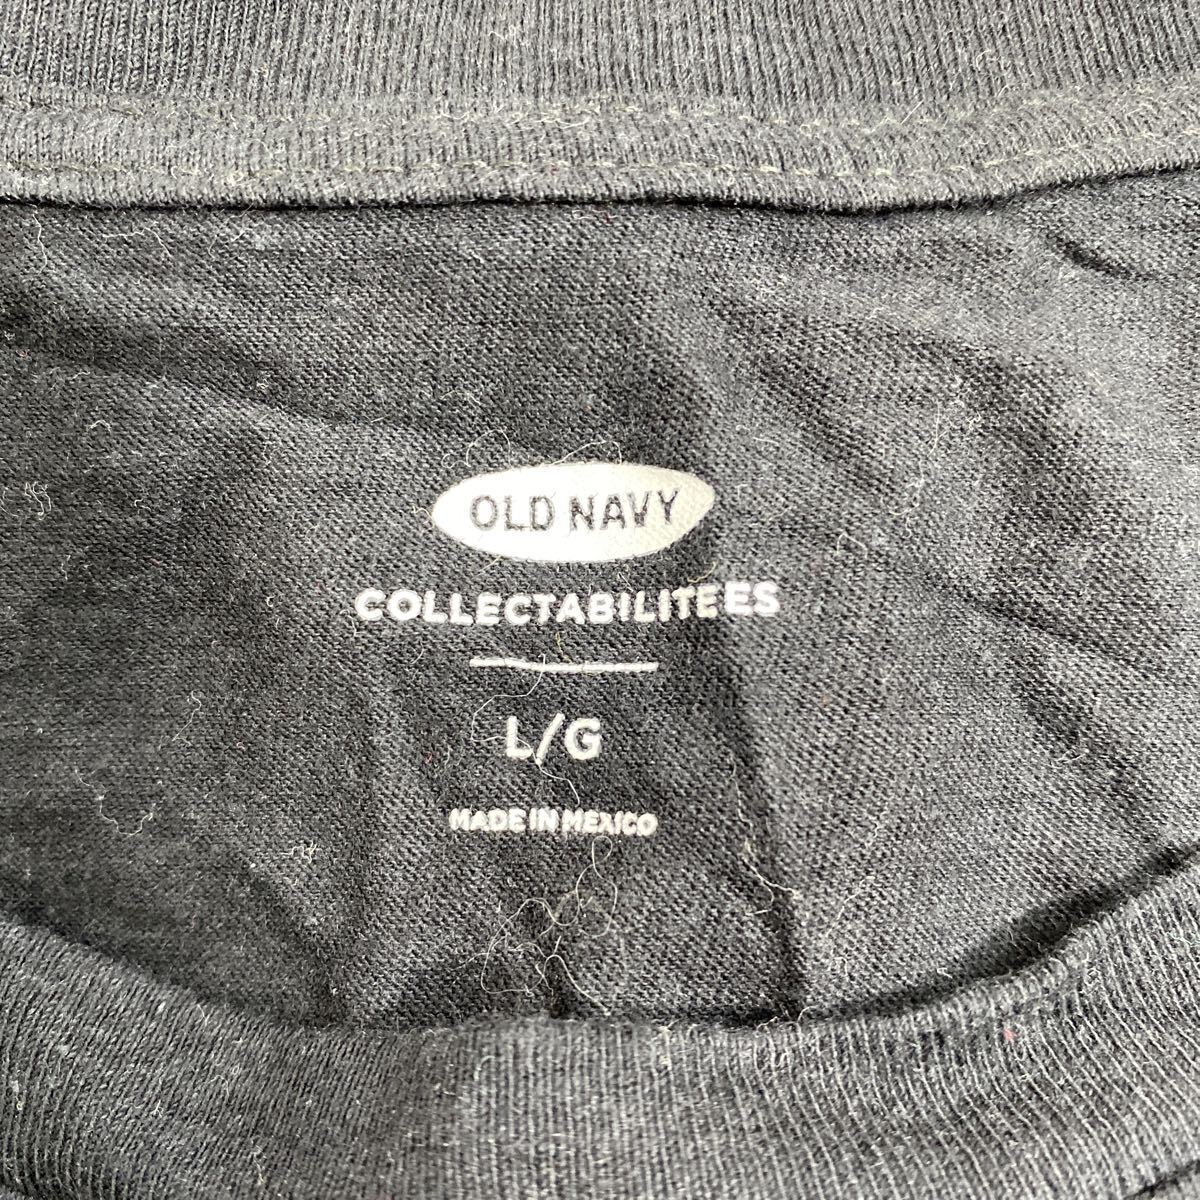 OLD NAVY
COLLECTABILITEES
L/G
MADE IN MEXICO